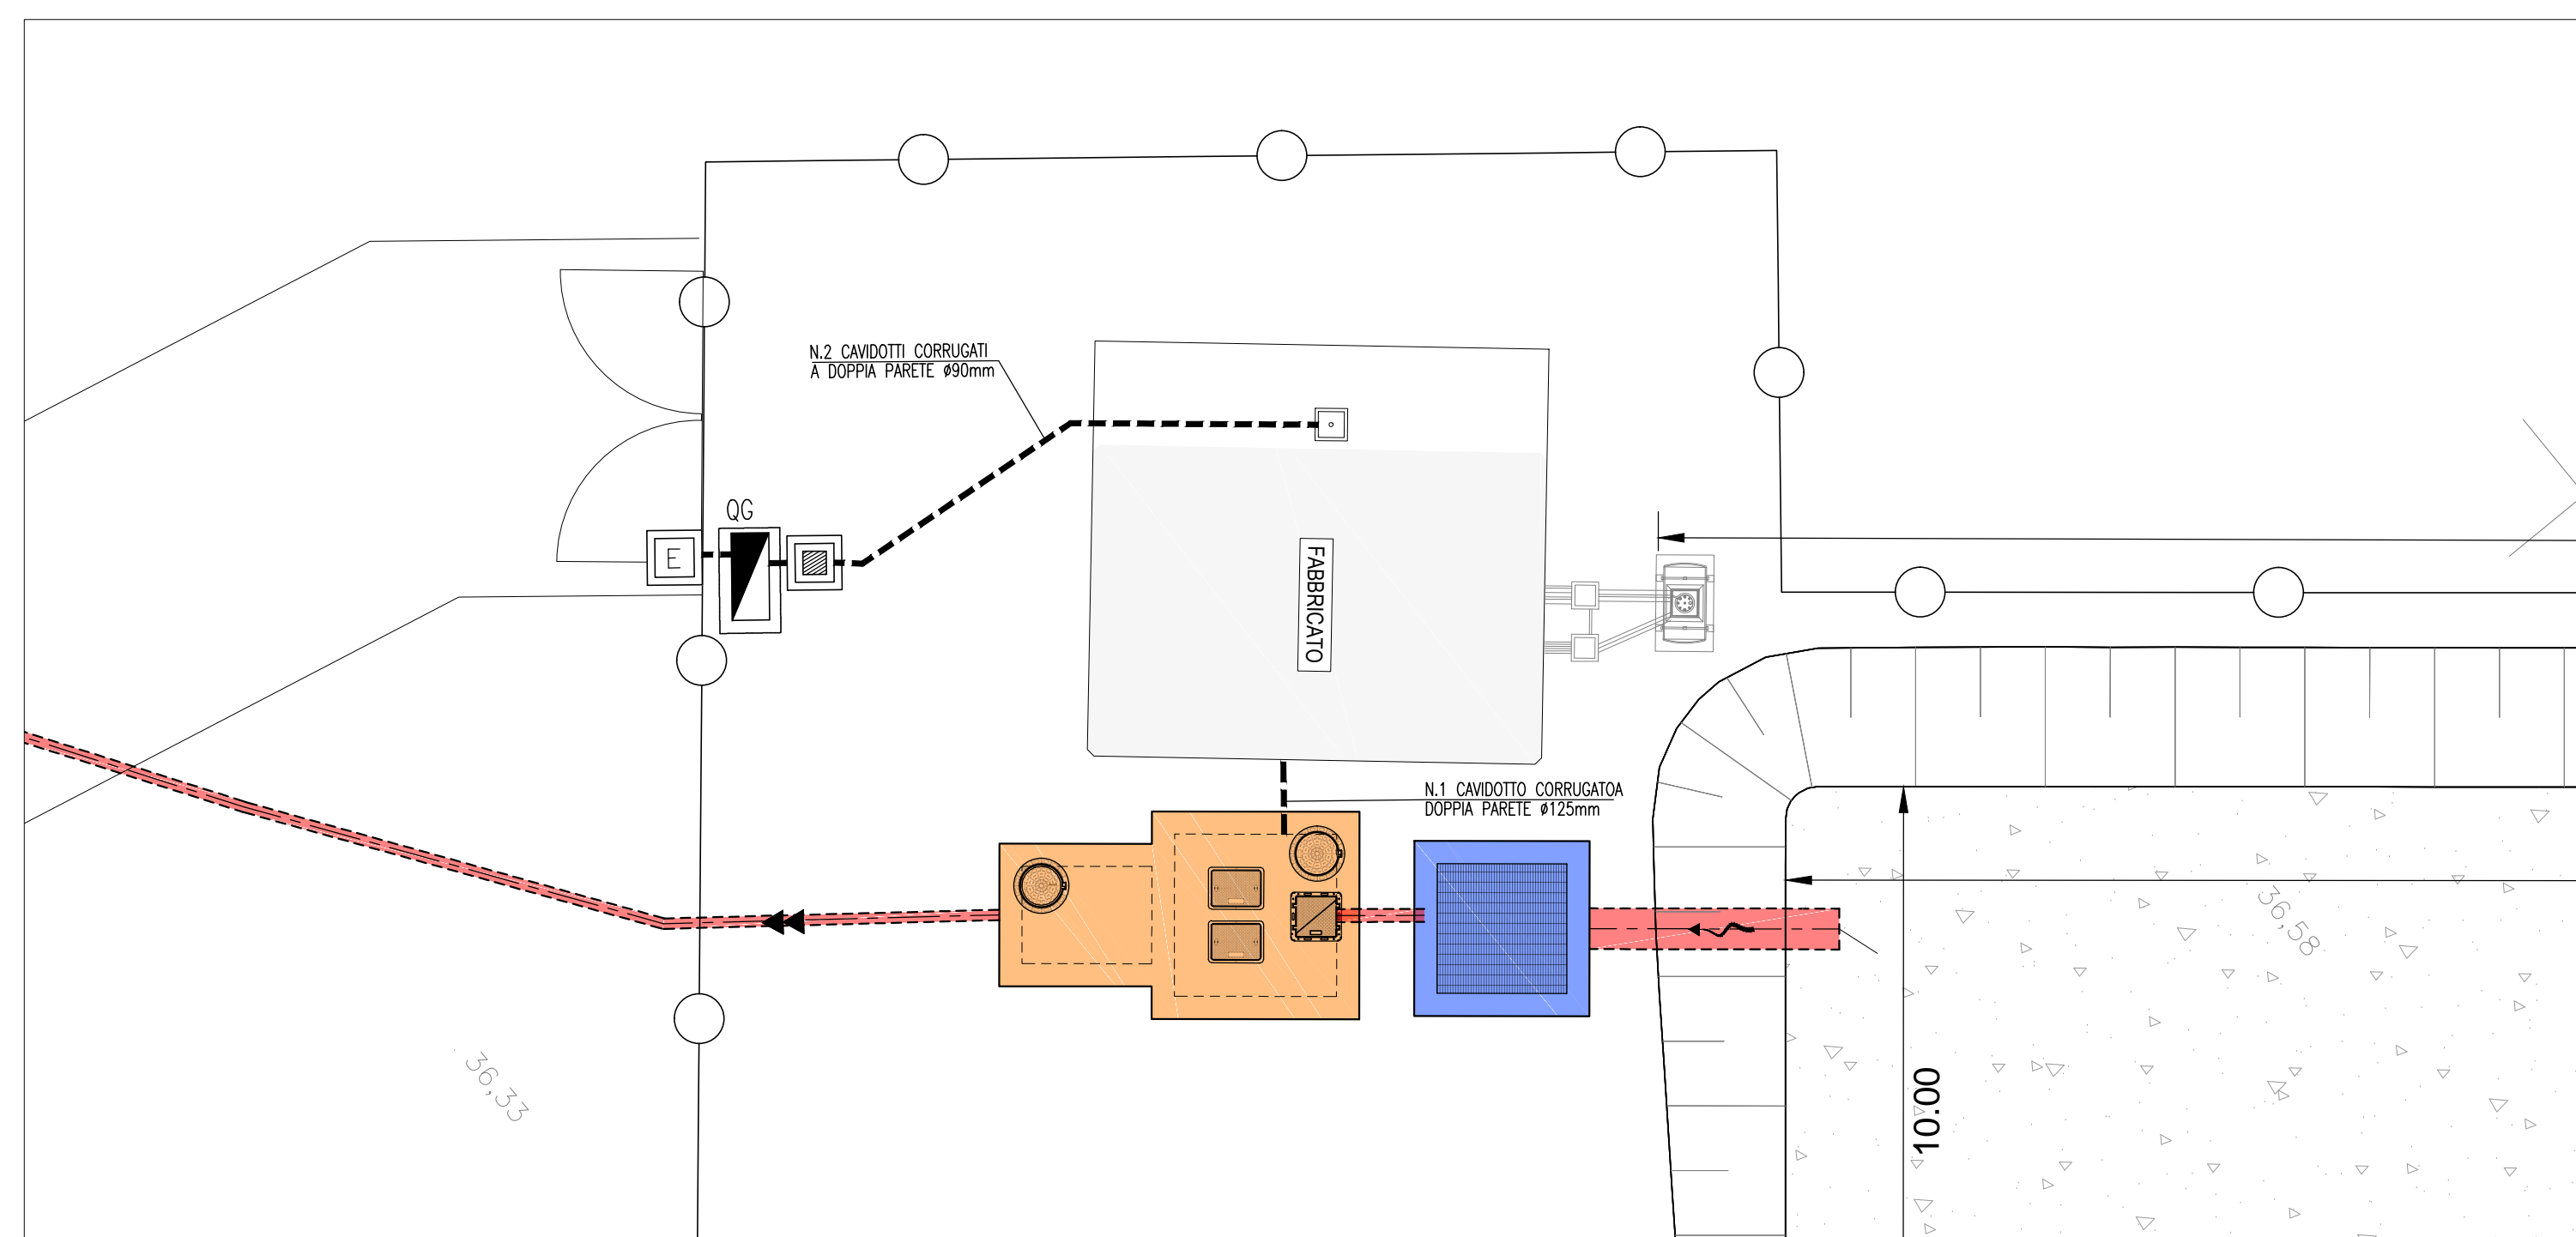 N.2 CAVIDOTTI CORRUGATI
A DOPPIA PARETE ø90mm
QG
E
FABBRICATO
N.1 CAVIDOTTO CORRUGATOA
DOPPIA PARETE ø125mm
36,58
36,33
10.00